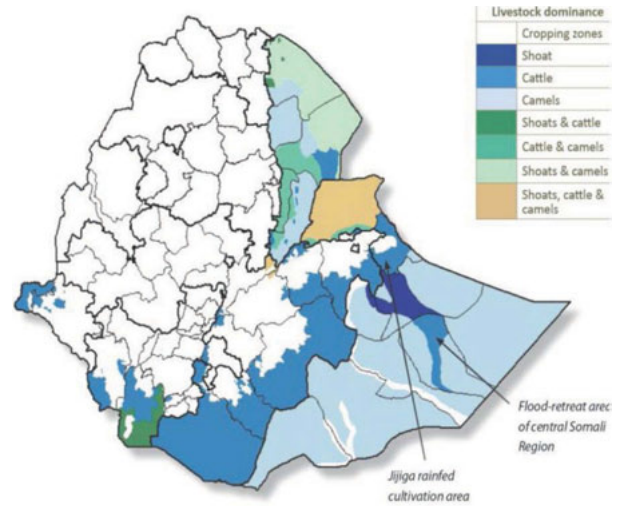 Livestock dominance
Cropping zones
Shoat
Cattle
Camels
Shoats & cattle
Cattle & camels
Shoats & camels
Shoats, cattle &
camels
Flood-retreat area
of central Somali
Region
Jijiga rainfed
cultivation area